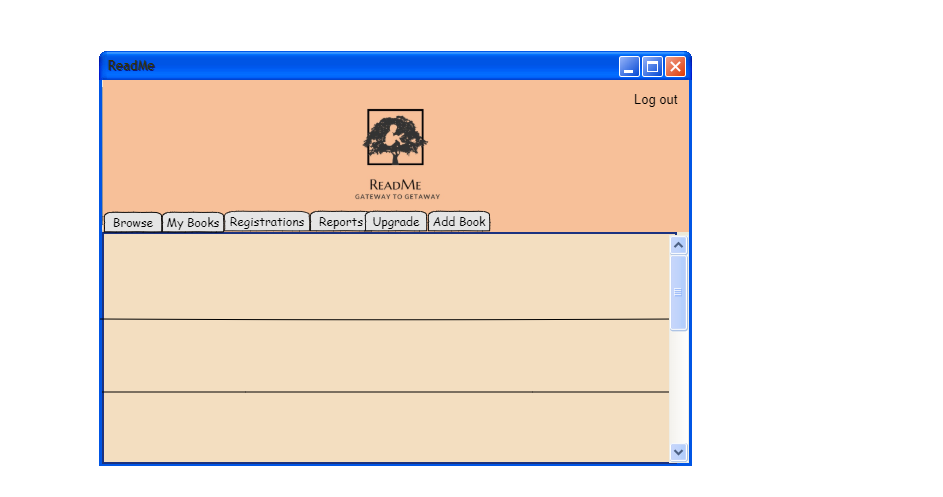 ReadMe
Log out
README
GATEWAY TO GETAWAY
Browse My Books Registrations Reports Upgrade Add Book